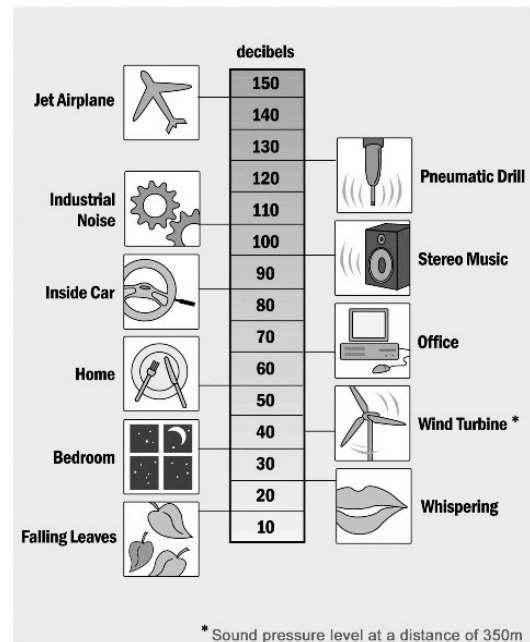 decibels
150
Jet Airplane
140
130
120
Pneumatic Drill
Industrial
Noise
110
100
Stereo Music
90
Inside Car
80
70
Office
60
Home
50
40
Wind Turbine *
Bedroom
30
20
Whispering
10
Falling Leaves
* Sound pressure level at a distance of 350m